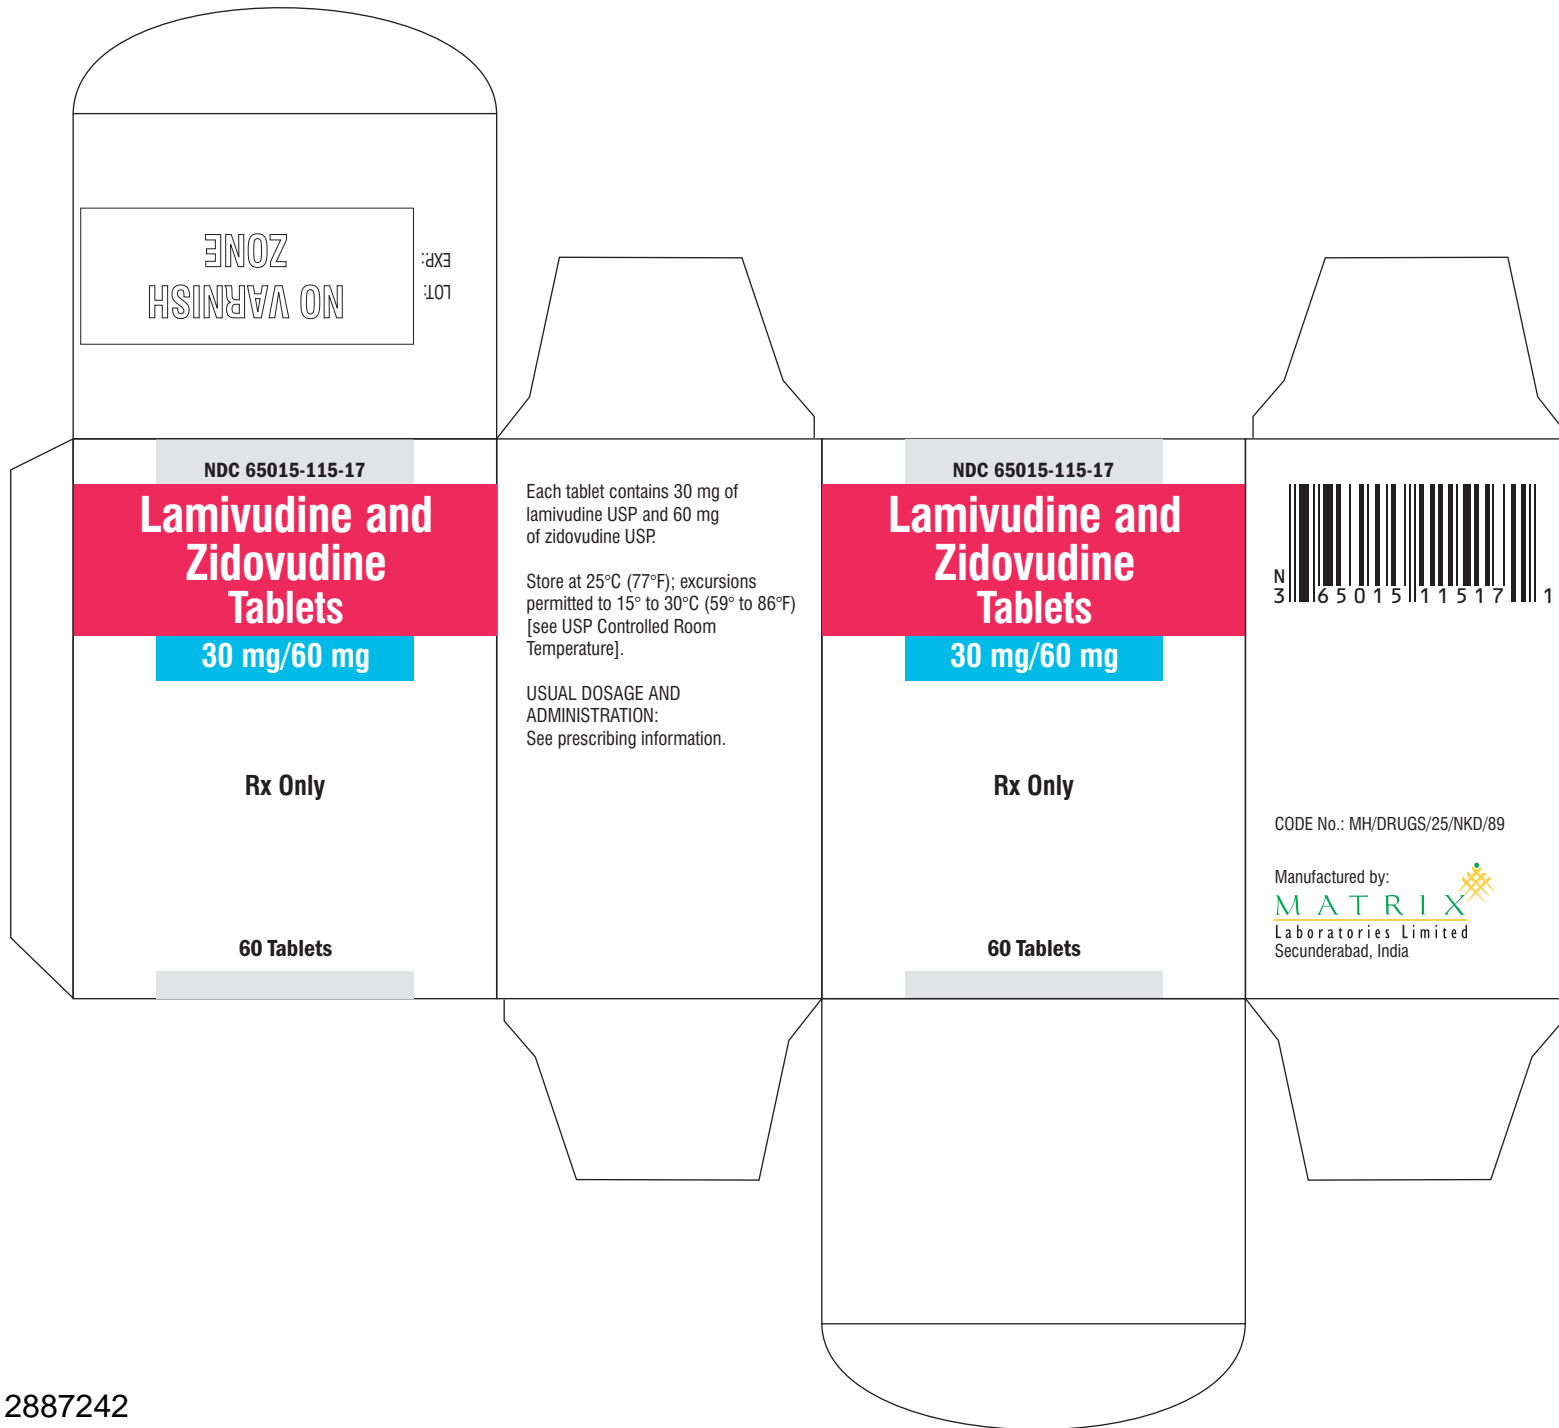 NO VARNISH
ZONE
LOT:
EXP.:
NDC 65015-115-17
Lamivudine and
Zidovudine
Tablets
30 mg/60 mg
Rx Only
60 Tablets
Each tablet contains 30 mg of
lamivudine USP and 60 mg
of zidovudine USP.
Store at 25°C (77°F); excursions
permitted to 15° to 30°C (59° to 86°F)
[see USP Controlled Room
Temperature].
USUAL DOSAGE AND
ADMINISTRATION:
See prescribing information.
NDC 65015-115-17
Lamivudine and
Zidovudine
Tablets
30 mg/60 mg
Rx Only
60 Tablets
N
3 65015 11517 1
CODE No.: MH/DRUGS/25/NKD/89
Manufactured by:
MATRIX
Laboratories Limited
Secunderabad, India
2887242